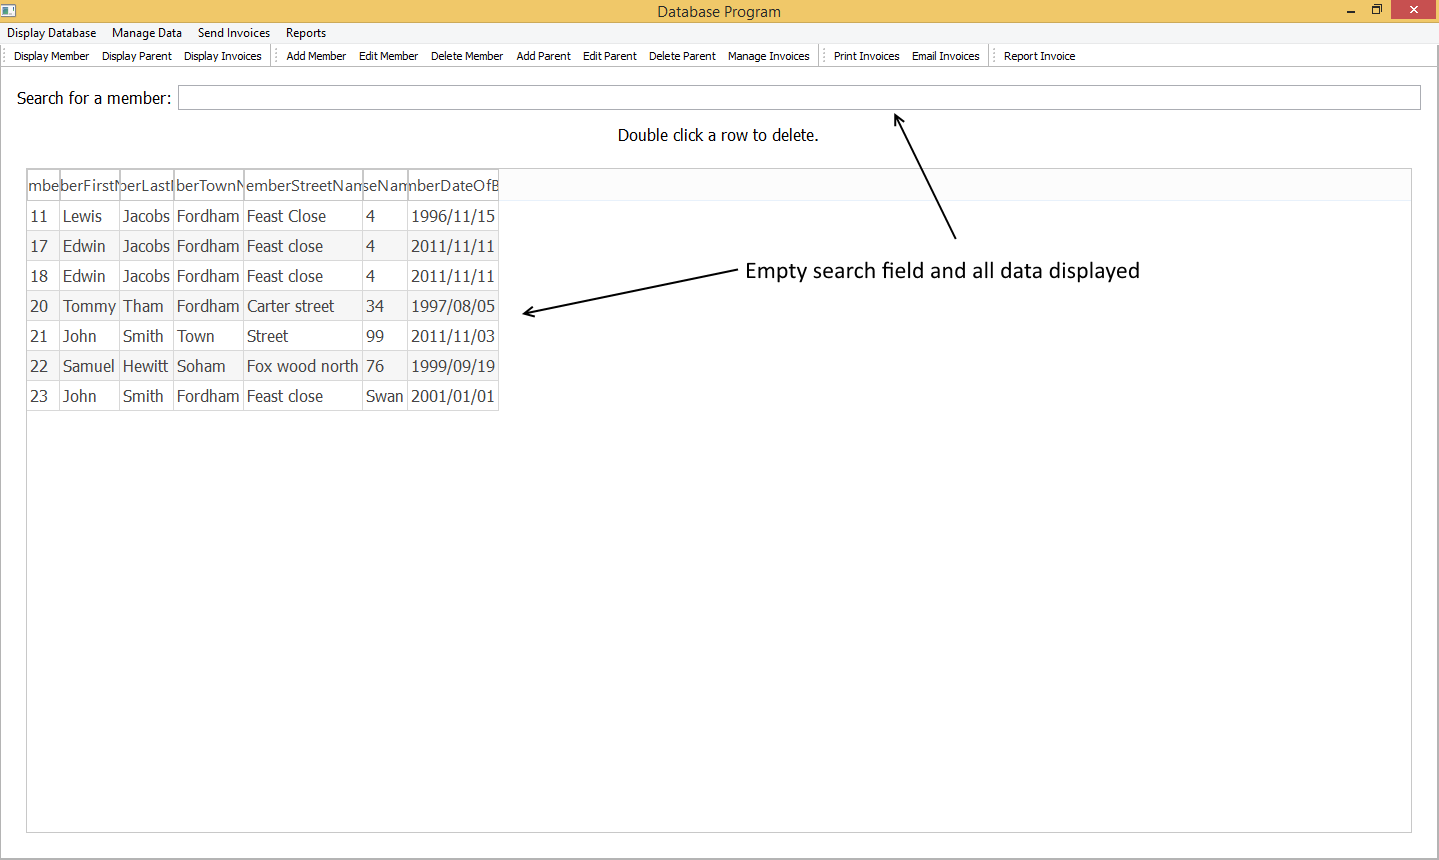 Database Program
Display Database Manage Data Send Invoices Reports
Display Member Display Parent Display Invoices Add Member Edit Member Delete Member Add Parent Edit Parent Delete Parent Manage Invoices Print Invoices Email Invoices Report Invoice
Search for a member:
Double click a row to delete.
mbe berFirstN berLastI berTownN emberStreetNam seNam mberDateOfB
11 Lewis Jacobs Fordham Feast Close 4 1996/11/15
17 Edwin Jacobs Fordham Feast close 4 2011/11/11
18 Edwin Jacobs Fordham Feast close 4 2011/11/11
20 Tommy Tham Fordham Carter street 34 1997/08/05
21 John Smith Town Street 99 2011/11/03
22 Samuel Hewitt Soham Fox wood north 76 1999/09/19
23 John Smith Fordham Feast close Swan 2001/01/01
Empty search field and all data displayed